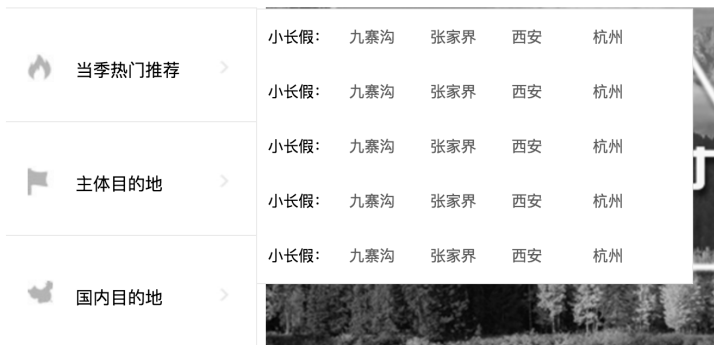 当季热门推荐
主体目的地
国内目的地
小长假： 九寨沟 张家界 西安 杭州
小长假： 九寨沟 张家界 西安 杭州
小长假： 九寨沟 张家界 西安 杭州
小长假： 九寨沟 张家界 西安 杭州
小长假： 九寨沟 张家界 西安 杭州